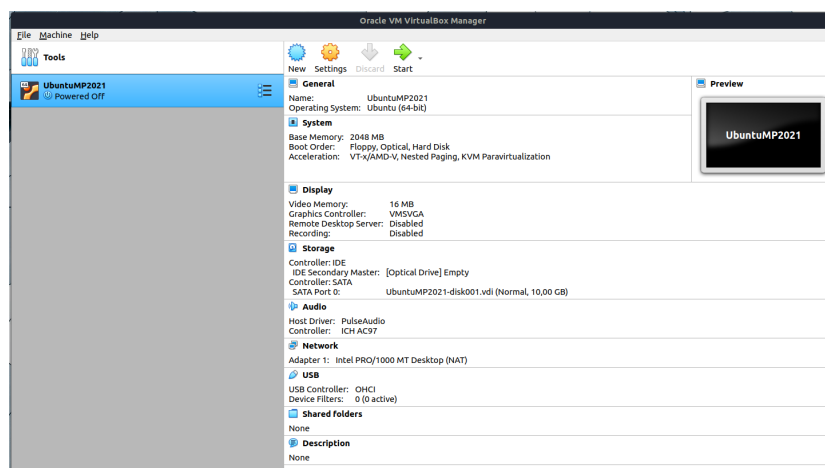 Oracle VM VirtualBox Manager
File Machine Help
Tools
New Settings Discard Start
UbuntuMP2021
Powered Off
General
Name: UbuntuMP2021
Operating System: Ubuntu (64-bit)
System
Base Memory: 2048 MB
Boot Order: Floppy, Optical, Hard Disk
Acceleration: VT-x/AMD-V, Nested Paging, KVM Paravirtualization
Preview
UbuntuMP2021
Display
Video Memory: 16 MB
Graphics Controller: VMSVGA
Remote Desktop Server: Disabled
Recording: Disabled
Storage
Controller: IDE
IDE Secondary Master: [Optical Drive] Empty
Controller: SATA
SATA Port 0: UbuntuMP2021-disk001.vdi (Normal, 10,00 GB)
Audio
Host Driver: PulseAudio
Controller: ICH AC97
Network
Adapter 1: Intel PRO/1000 MT Desktop (NAT)
USB
USB Controller: OHCI
Device Filters: 0 (0 active)
Shared folders
None
Description
None